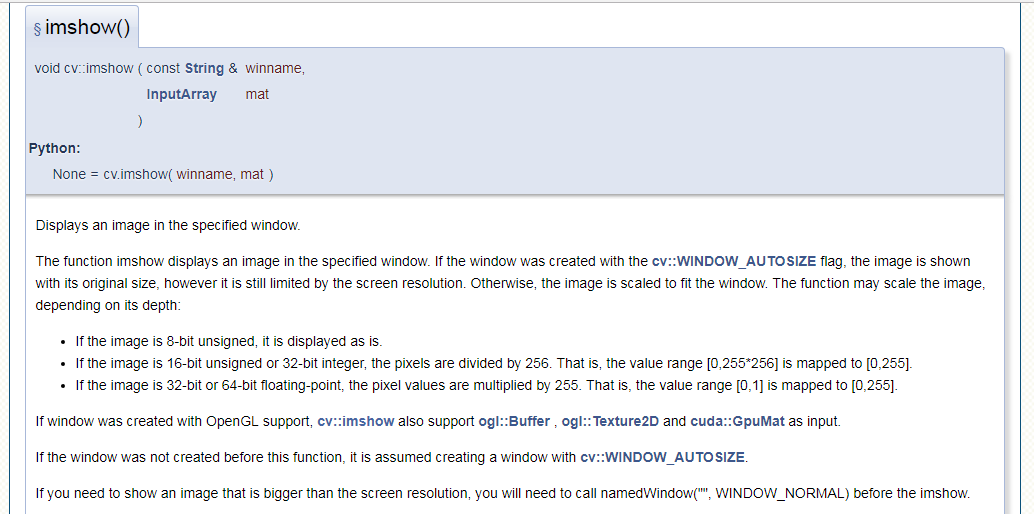 § imshow()
void cv::imshow ( const String & winname,
InputArray mat
)
Python:
None = cv.imshow( winname, mat )
Displays an image in the specified window.
The function imshow displays an image in the specified window. If the window was created with the cv::WINDOW_AUTOSIZE flag, the image is shown
with its original size, however it is still limited by the screen resolution. Otherwise, the image is scaled to fit the window. The function may scale the image,
depending on its depth:
• If the image is 8-bit unsigned, it is displayed as is.
• If the image is 16-bit unsigned or 32-bit integer, the pixels are divided by 256. That is, the value range [0,255*256] is mapped to [0,255].
• If the image is 32-bit or 64-bit floating-point, the pixel values are multiplied by 255. That is, the value range [0,1] is mapped to [0,255].
If window was created with OpenGL support, cv::imshow also support ogl::Buffer , ogl::Texture2D and cuda::GpuMat as input.
If the window was not created before this function, it is assumed creating a window with cv::WINDOW_AUTOSIZE.
If you need to show an image that is bigger than the screen resolution, you will need to call namedWindow("", WINDOW_NORMAL) before the imshow.